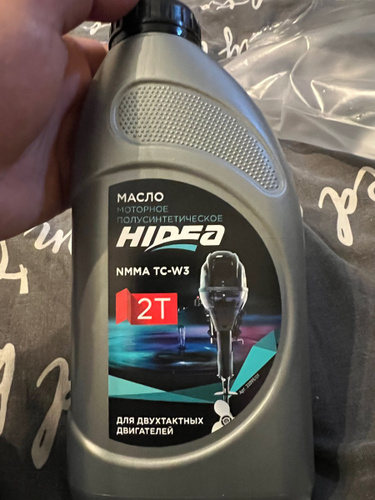 МАСЛО
МОТОРНОЕ
ПОЛУСИНТЕТИЧЕСКОЕ
HIDEA
NMMA TC-W3
2T
ДЛЯ ДВУХТАКТНЫХ
ДВИГАТЕЛЕЙ